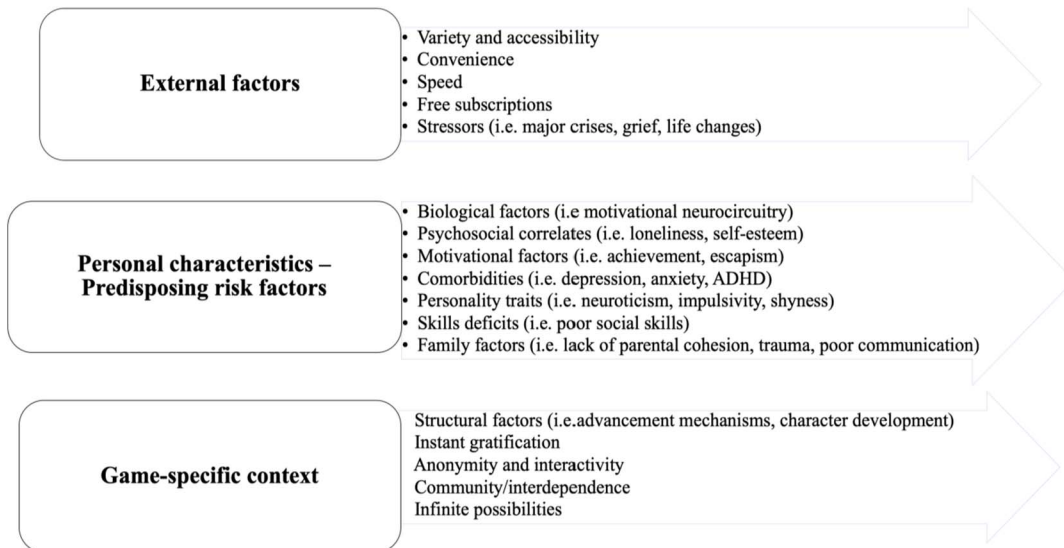 External factors
• Variety and accessibility
• Convenience
• Speed
• Free subscriptions
• Stressors (i.e. major crises, grief, life changes)
Personal characteristics –
Predisposing risk factors
• Biological factors (i.e motivational neurocircuitry)
• Psychosocial correlates (i.e. loneliness, self-esteem)
• Motivational factors (i.e. achievement, escapism)
• Comorbidities (i.e. depression, anxiety, ADHD)
• Personality traits (i.e. neuroticism, impulsivity, shyness)
• Skills deficits (i.e. poor social skills)
• Family factors (i.e. lack of parental cohesion, trauma, poor communication)
Game-specific context
Structural factors (i.e.advancement mechanisms, character development)
Instant gratification
Anonymity and interactivity
Community/interdependence
Infinite possibilities